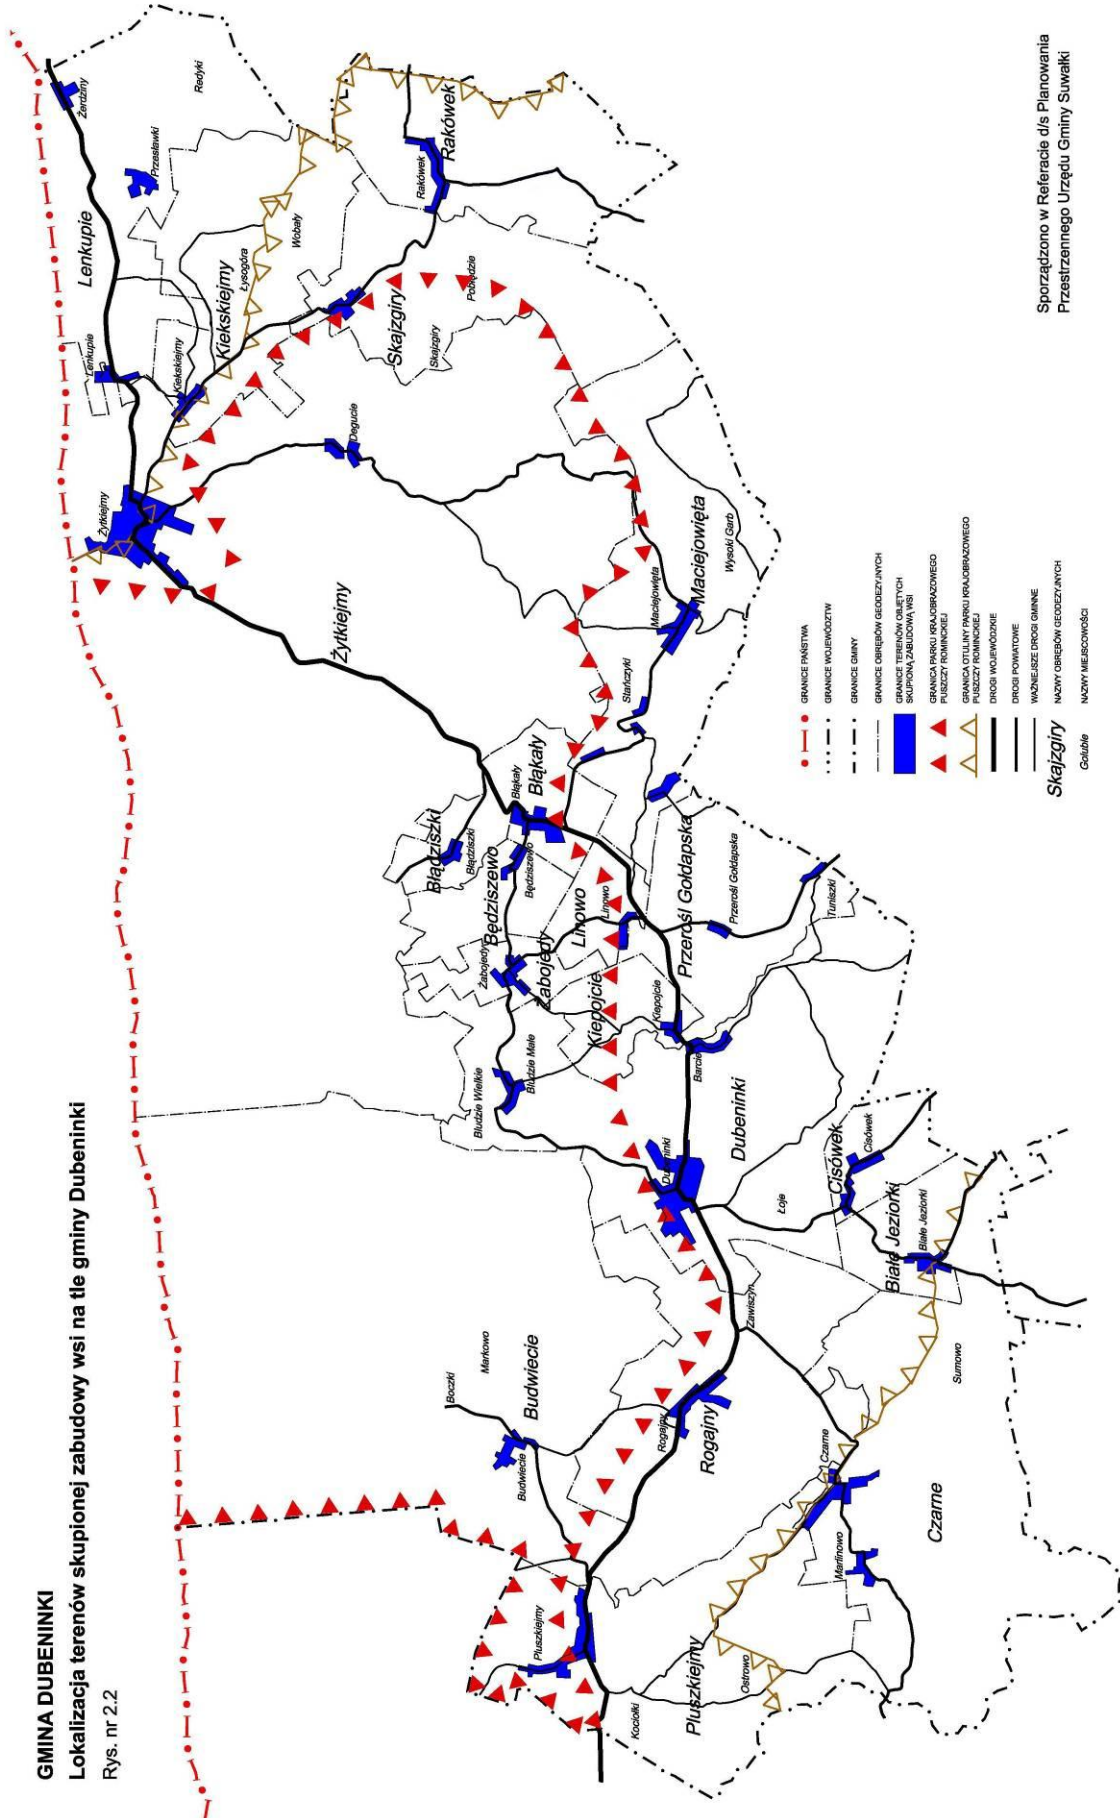 GMINA DUBENINKI
Lokalizacja terenów skupionej zabudowy wsi na tle gminy Dubeninki
Rys. nr 2.2
Żerdziny
Redyki
Przesławki
Lenkupie
Lenkupie
Kiekskiejmy
Kiekskiejmy
Łysogóra
Wobały
Rakówek
Rakówek
Żytkiejmy
Degucie
Skajzgiry
Skajzgiry
Pobłędzie
Żytkiejmy
Maciejowięta
Maciejowięta
Wysoki Garb
Stańczyki
Błąkały
Błąkały
Błędziszki
Błędziszki
Będziszewo
Będziszewo
Linowo
Linowo
Przerośl Gołdapska
Przerośl Gołdapska
Tuniszki
Żabojedy
Żabojedy
Kiepojcie
Kiepojcie
Barcie
Bludzie Wielkie
Bludzie Małe
Dubeninki
Dubeninki
Łoje
Cisówek
Cisówek
Białe Jeziorki
Białe Jeziorki
Zawiszyn
Sumowo
Boczki
Markowo
Budwiecie
Budwiecie
Rogajny
Rogajny
Czarne
Czarne
Martinowo
Pluszkiejmy
Pluszkiejmy
Ostrowo
Kociołki
GRANICE PAŃSTWA
GRANICE WOJEWÓDZTW
GRANICE GMINY
GRANICE OBRĘBÓW GEODEZYJNYCH
GRANICE TERENÓW OBJĘTYCH
SKUPIONĄ ZABUDOWĄ WSI
GRANICA PARKU KRAJOBRAZOWEGO
PUSZCZY ROMINCKIEJ
GRANICA OTULINY PARKU KRAJOBRAZOWEGO
PUSZCZY ROMINCKIEJ
DROGI WOJEWÓDZKIE
DROGI POWIATOWE
WAŻNIEJSZE DROGI GMINNE
Skajzgiry NAZWY OBRĘBÓW GEODEZYJNYCH
Golubie NAZWY MIEJSCOWOŚCI
Sporządzono w Referacie d/s Planowania
Przestrzennego Urzędu Gminy Suwałki